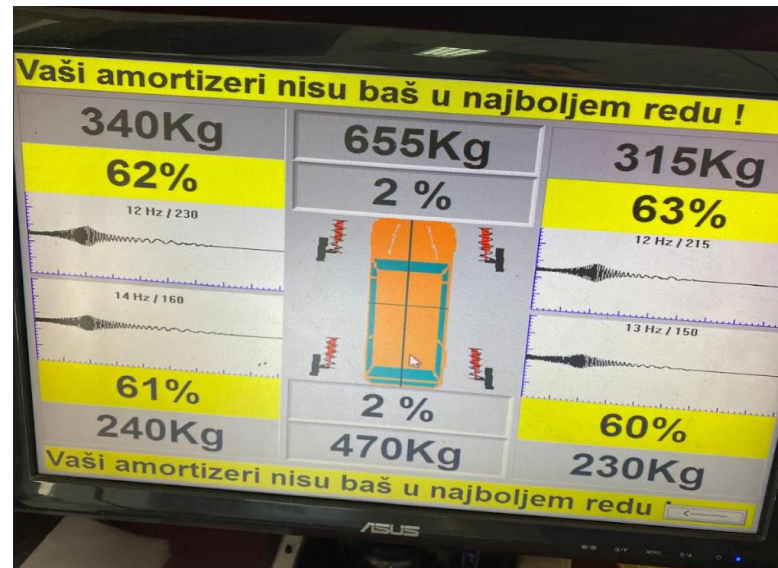 Vaši amortizeri nisu baš u najboljem redu !
340Kg 655Kg 315Kg
62% 2 % 63%
12 Hz / 230 12 Hz / 215
14 Hz / 160 13 Hz / 150
61% 2 % 60%
240Kg 470Kg 230Kg
Vaši amortizeri nisu baš u najboljem redu
ASUS
MENU